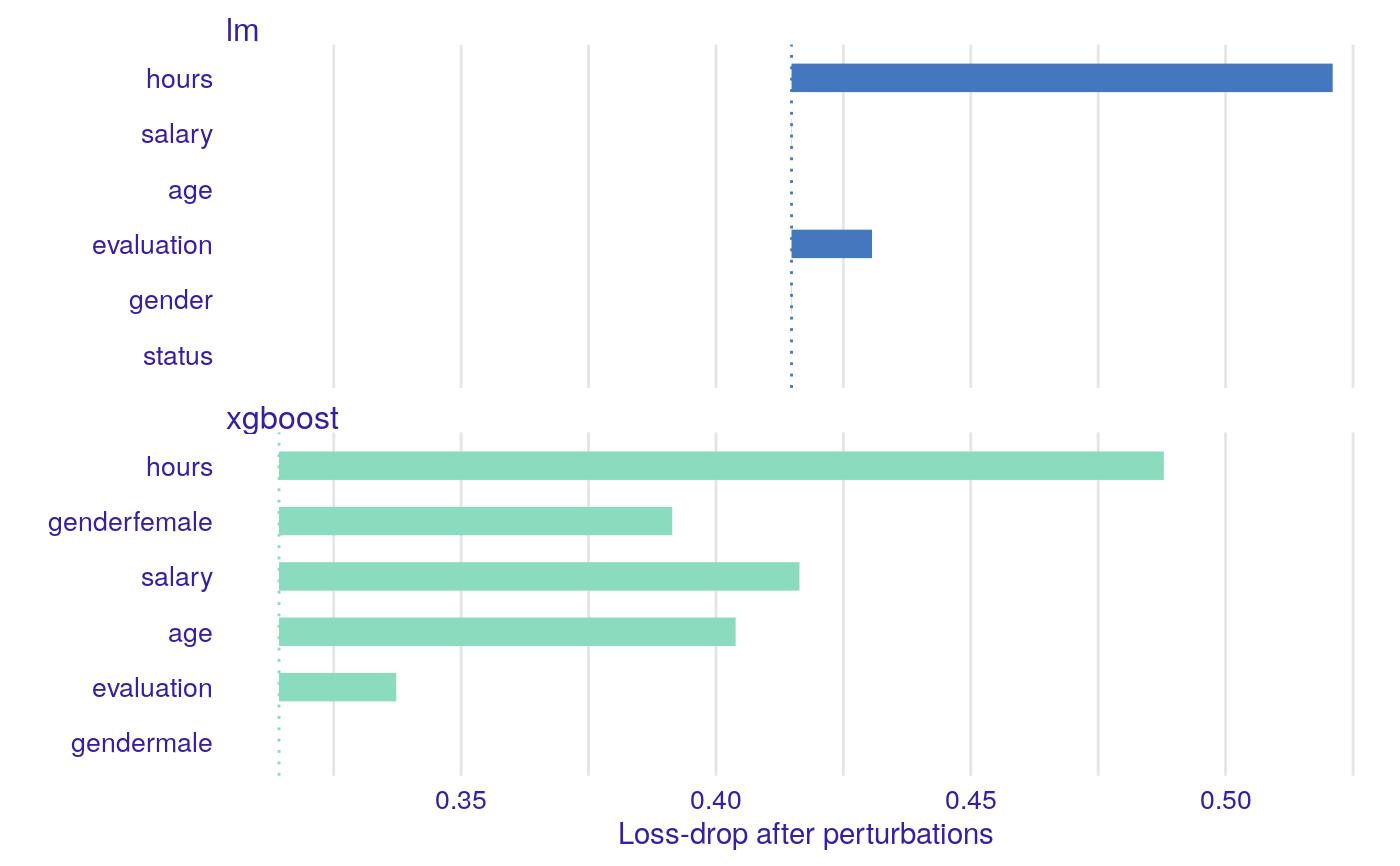 lm
hours
salary
age
evaluation
gender
status
xgboost
hours
genderfemale
salary
age
evaluation
gendermale
0.35 0.40 0.45 0.50
Loss-drop after perturbations